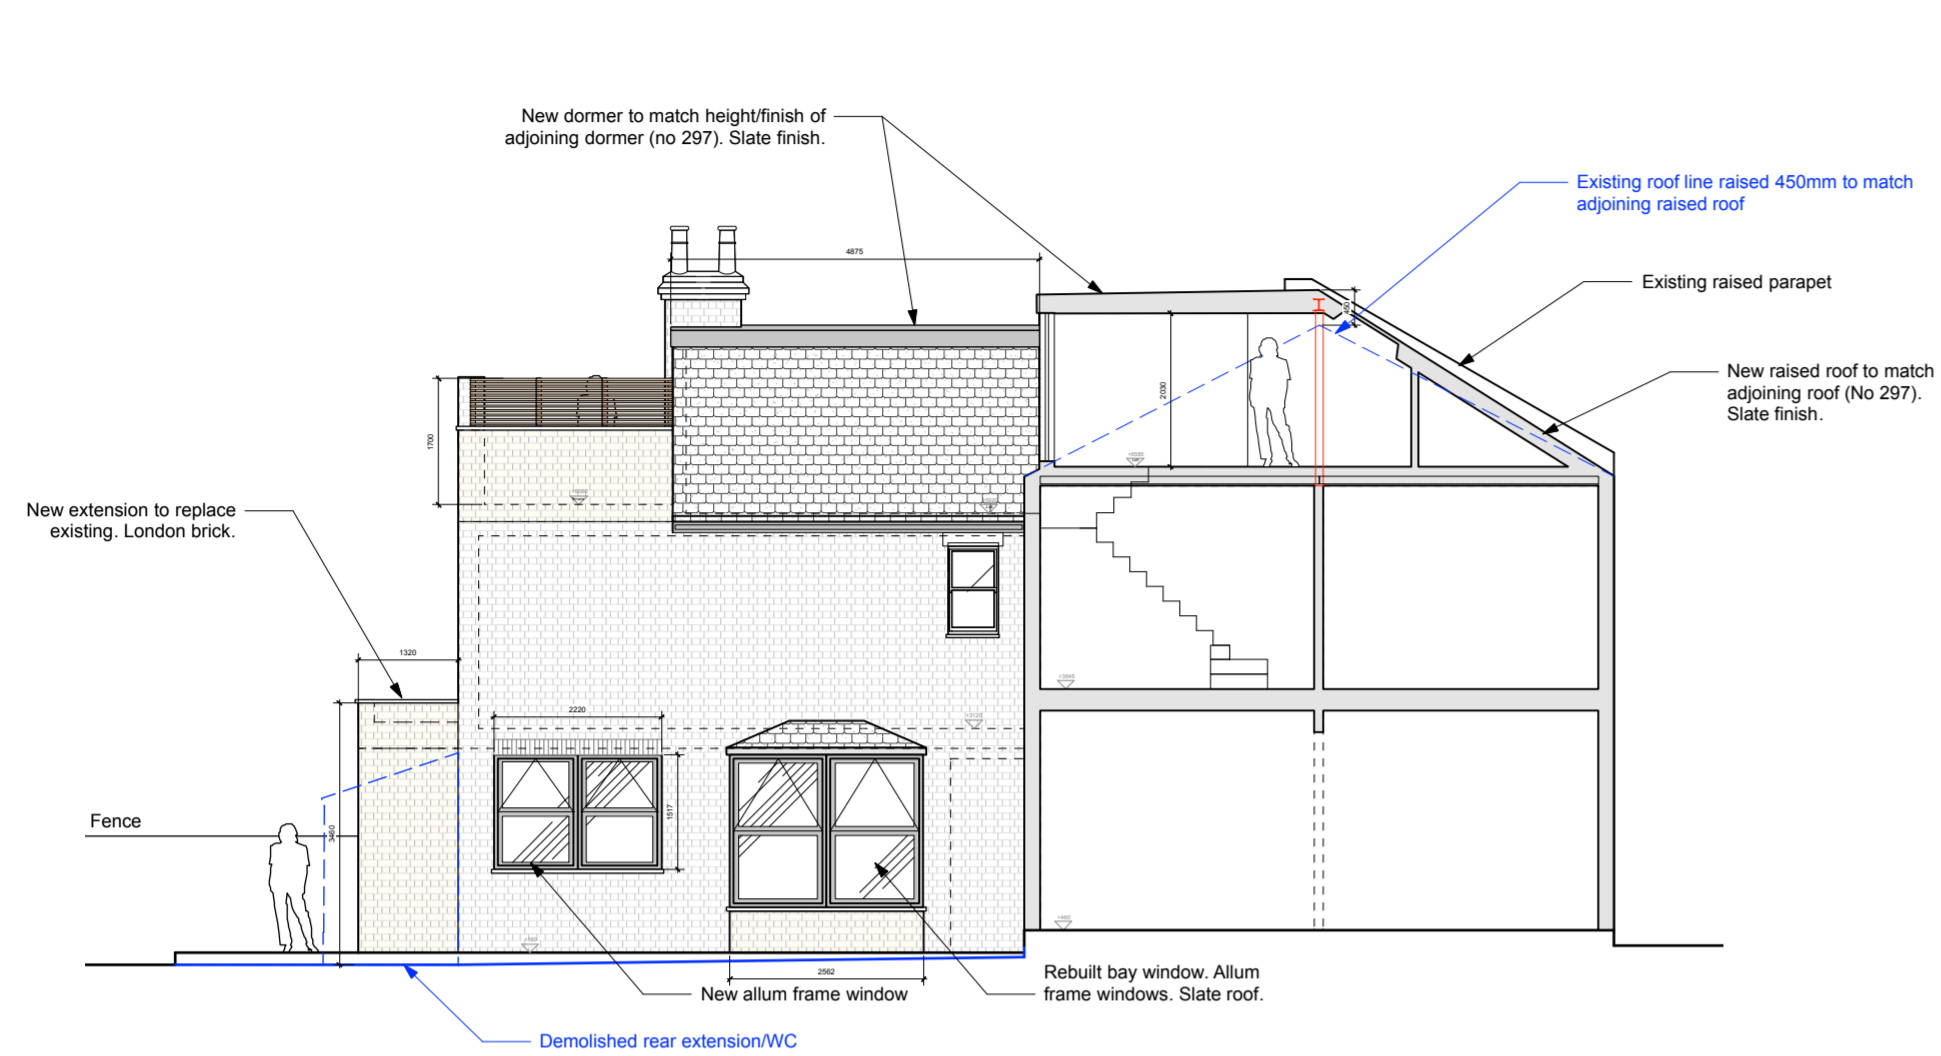 New dormer to match height/finish of
adjoining dormer (no 297). Slate finish.
Existing roof line raised 450mm to match
adjoining raised roof
4875
Existing raised parapet
450
New raised roof to match
adjoining roof (No 297).
Slate finish.
2030
1700
New extension to replace
existing. London brick.
1320
2220
+3120
1517
Fence
3460
2562
Rebuilt bay window. Allum
frame windows. Slate roof.
New allum frame window
Demolished rear extension/WC